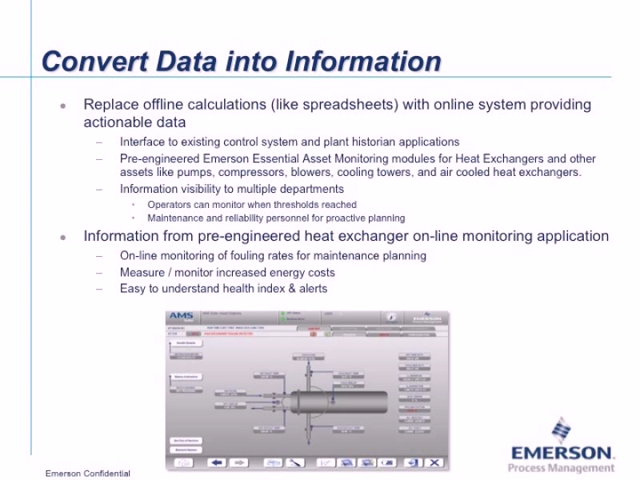 Convert Data into Information
• Replace offline calculations (like spreadsheets) with online system providing
actionable data
– Interface to existing control system and plant historian applications
– Pre-engineered Emerson Essential Asset Monitoring modules for Heat Exchangers and other
assets like pumps, compressors, blowers, cooling towers, and air cooled heat exchangers.
– Information visibility to multiple departments
• Operators can monitor when thresholds reached
• Maintenance and reliability personnel for proactive planning
• Information from pre-engineered heat exchanger on-line monitoring application
– On-line monitoring of fouling rates for maintenance planning
– Measure / monitor increased energy costs
– Easy to understand health index & alerts
AMS
EMERSON
Process Management
Emerson Confidential